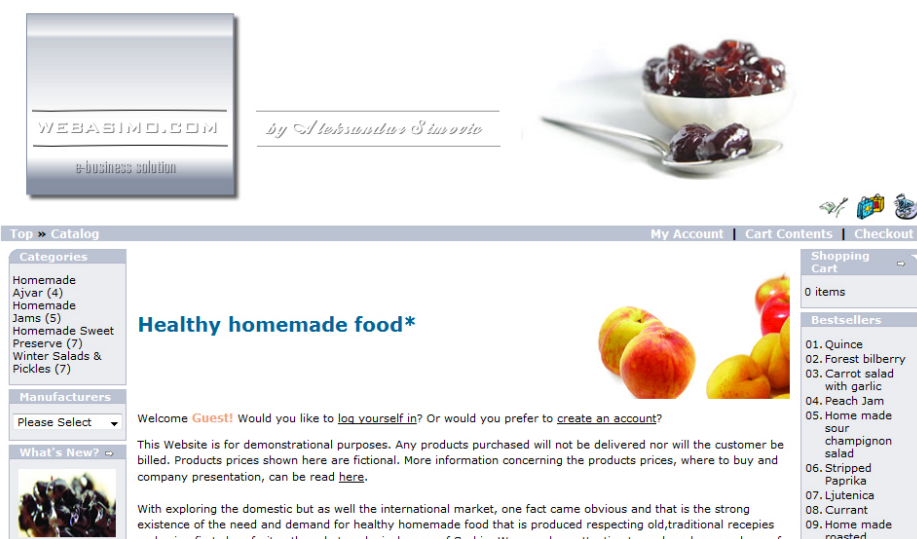 WEBASIMO.COM
e-business solution
by Aleksandar Simovic
Top » Catalog
My Account | Cart Contents | Checkout
Categories
Homemade
Ajvar (4)
Homemade
Jams (5)
Homemade Sweet
Preserve (7)
Winter Salads &
Pickles (7)
Manufacturers
Please Select
What's New?
Healthy homemade food*
Welcome Guest! Would you like to log yourself in? Or would you prefer to create an account?
This Website is for demonstrational purposes. Any products purchased will not be delivered nor will the customer be
billed. Products prices shown here are fictional. More information concerning the products prices, where to buy and
company presentation, can be read here.
With exploring the domestic but as well the international market, one fact came obvious and that is the strong
existence of the need and demand for healthy homemade food that is produced respecting old,traditional recepies
Shopping
Cart
0 items
Bestsellers
01. Quince
02. Forest bilberry
03. Carrot salad
with garlic
04. Peach Jam
05. Home made
sour
champignon
salad
06. Stripped
Paprika
07. Ljutenica
08. Currant
09. Home made
roasted